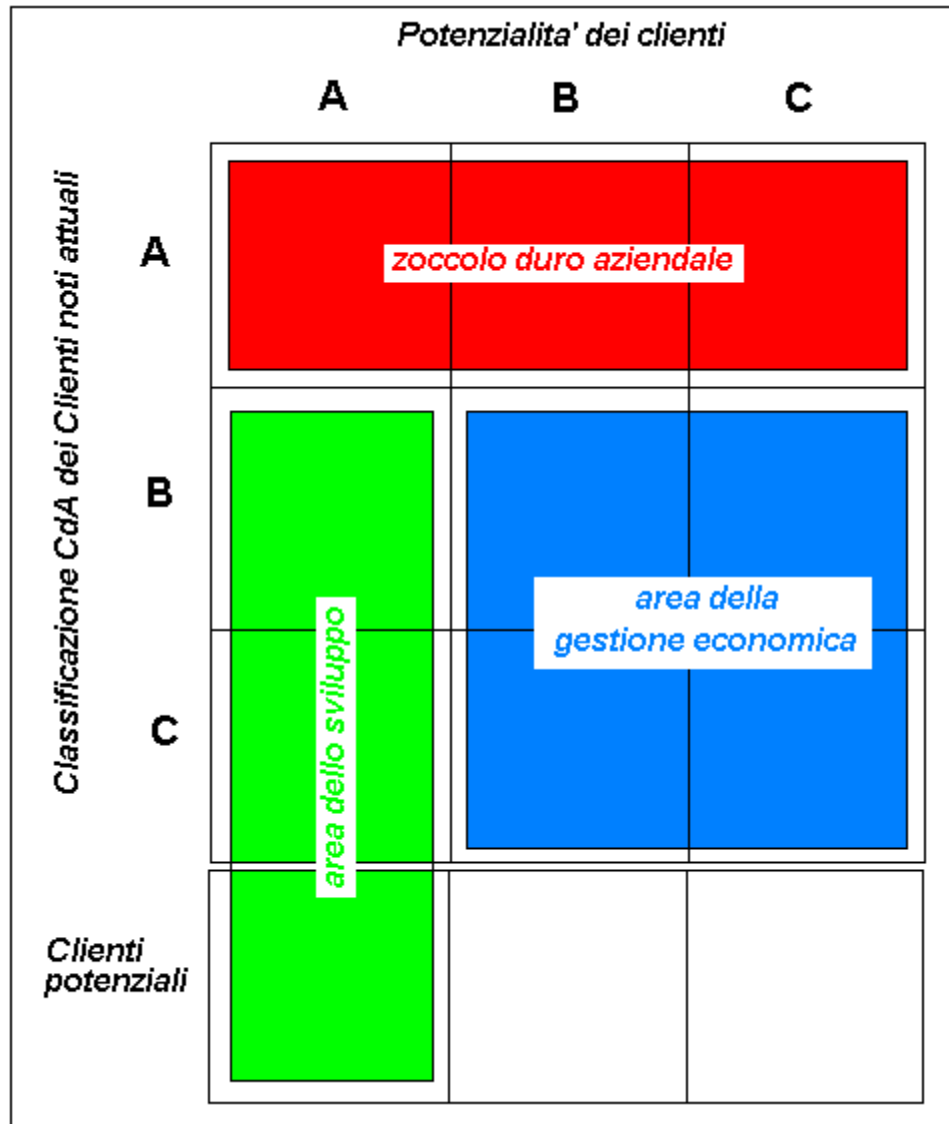 Potenzialita' dei clienti
A
B
C
Classificazione CdA dei Clienti noti attuali
A
zoccolo duro aziendale
B
area della
gestione economica
area dello sviluppo
C
Clienti
potenziali